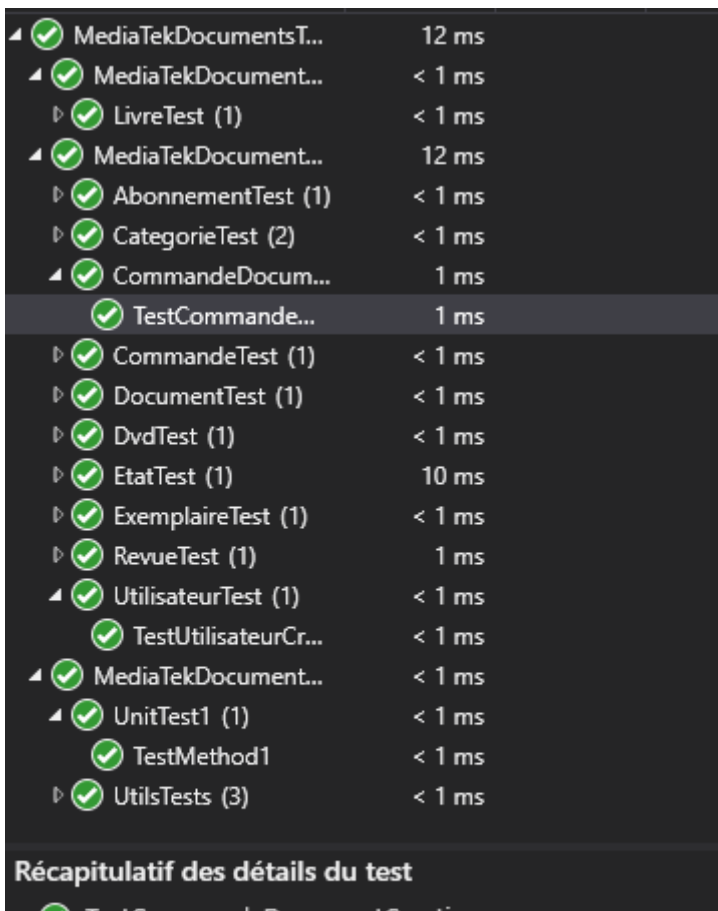 MediaTekDocumentsT... 12 ms
MediaTekDocument... < 1 ms
LivreTest (1) < 1 ms
MediaTekDocument... 12 ms
AbonnementTest (1) < 1 ms
CategorieTest (2) < 1 ms
CommandeDocum... 1 ms
TestCommande... 1 ms
CommandeTest (1) < 1 ms
DocumentTest (1) < 1 ms
DvdTest (1) < 1 ms
EtatTest (1) 10 ms
ExemplaireTest (1) < 1 ms
RevueTest (1) 1 ms
UtilisateurTest (1) < 1 ms
TestUtilisateurCr... < 1 ms
MediaTekDocument... < 1 ms
UnitTest1 (1) < 1 ms
TestMethod1 < 1 ms
UtilsTests (3) < 1 ms
Récapitulatif des détails du test